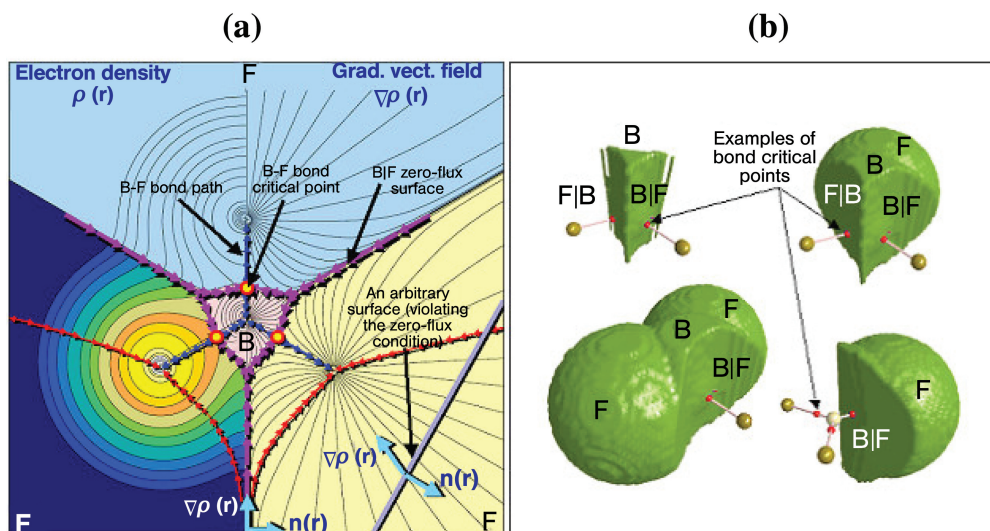 (a)
(b)
Electron density
ρ (r)
F
Grad. vect. field
∇ρ (r)
B-F bond path
B-F bond
critical point
B|F zero-flux
surface
An arbitrary
surface (violating
the zero-flux
condition)
B
∇ρ (r)
n(r)
∇ρ (r)
n(r)
F
F
B
F|B
B|F
Examples of
bond critical
points
F
B
F|B
B|F
F
B
B|F
F
F
B|F